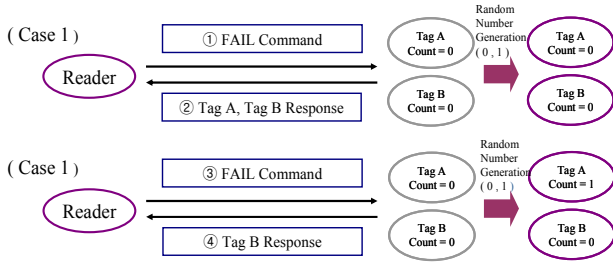 ( Case 1 )
Reader
① FAIL Command
② Tag A, Tag B Response
Tag A
Count = 0
Tag B
Count = 0
Random
Number
Generation
( 0 , 1 )
Tag A
Count = 0
Tag B
Count = 0
( Case 1 )
Reader
③ FAIL Command
④ Tag B Response
Tag A
Count = 0
Tag B
Count = 0
Random
Number
Generation
( 0 , 1 )
Tag A
Count = 1
Tag B
Count = 0